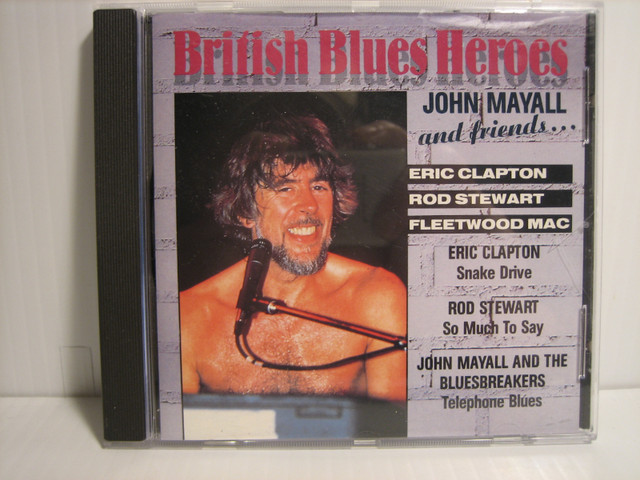 British Blues Heroes
JOHN MAYALL
and friends...
ERIC CLAPTON
ROD STEWART
FLEETWOOD MAC
ERIC CLAPTON
Snake Drive
ROD STEWART
So Much To Say
JOHN MAYALL AND THE
BLUESBREAKERS
Telephone Blues